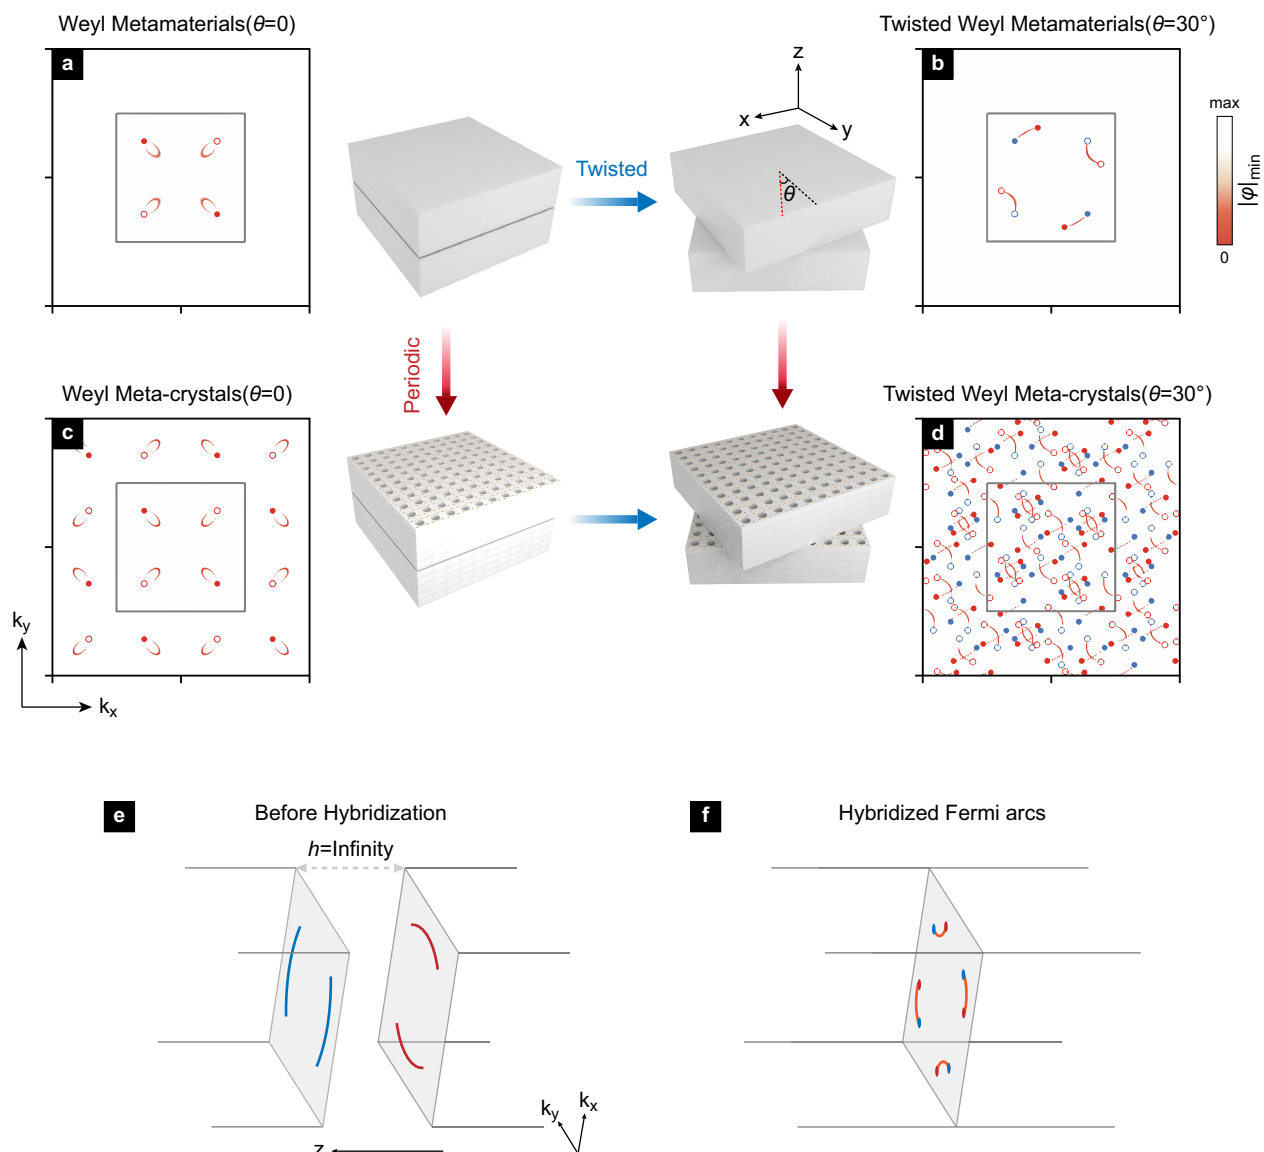 Weyl Metamaterials(θ=0)
Twisted Weyl Metamaterials(θ=30°)
a
b
z
x
y
θ
Twisted
max
|φ|min
0
Periodic
Weyl Meta-crystals(θ=0)
Twisted Weyl Meta-crystals(θ=30°)
c
d
ky
kx
e
Before Hybridization
f
Hybridized Fermi arcs
h=Infinity
ky
kx
z